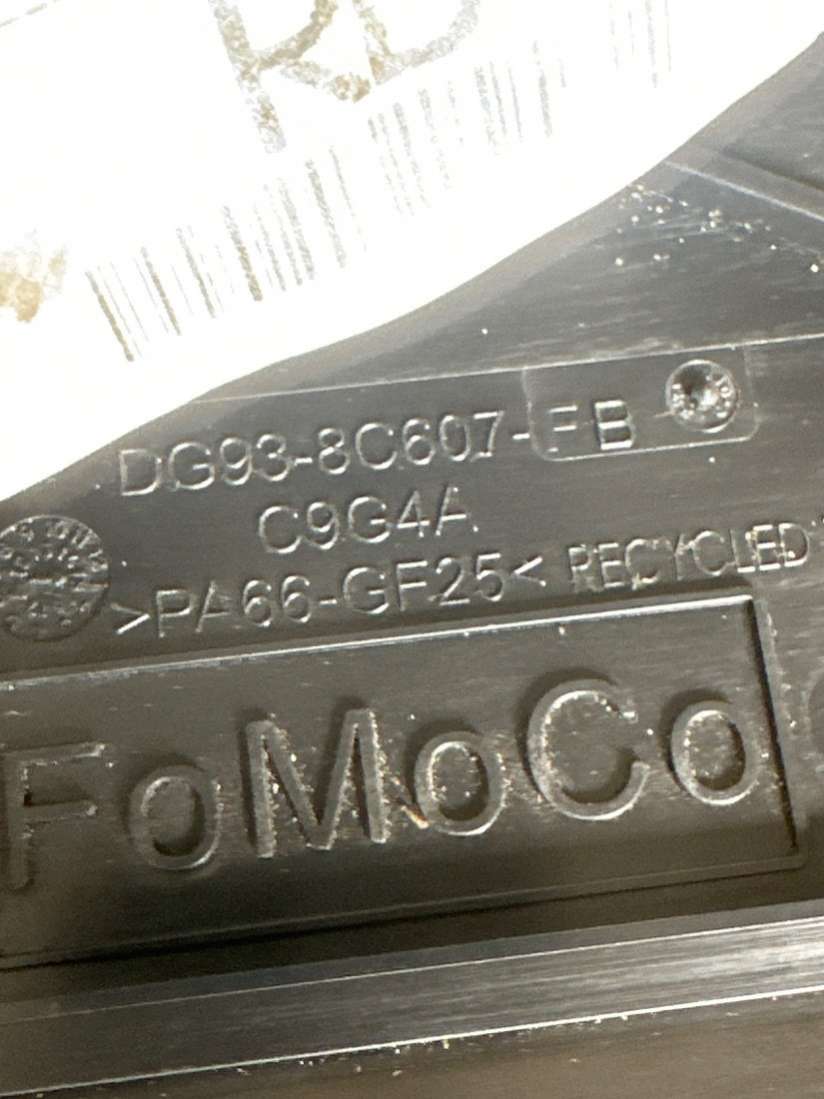 DG93-8C607-FB
C9G4A
>PA66-GF25< RECYCLED
FoMoCo